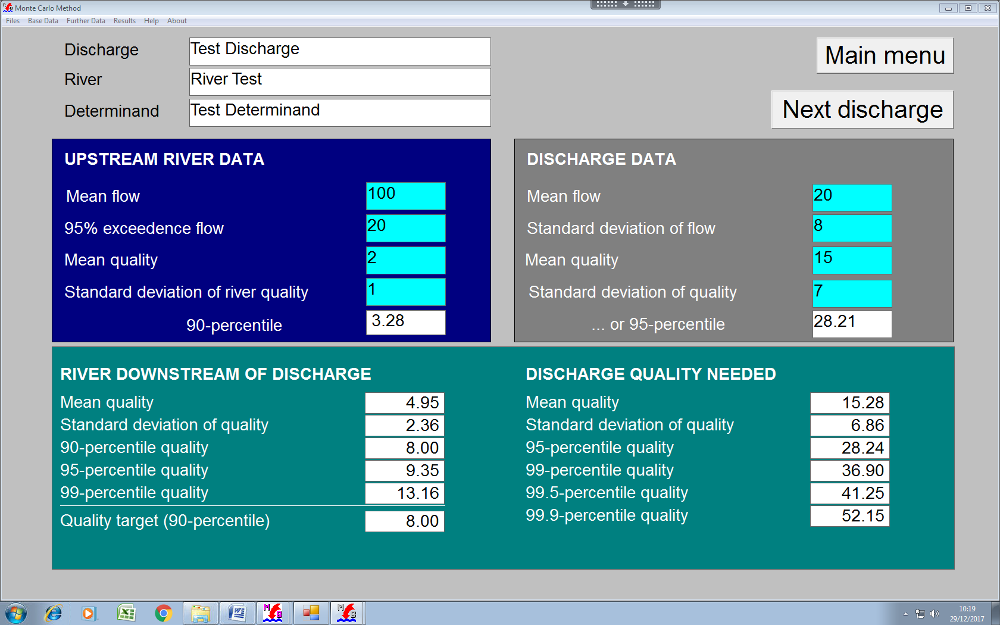 Monte Carlo Method
Files Base Data Further Data Results Help About
Discharge Test Discharge
River River Test
Determinand Test Determinand
Main menu
Next discharge
UPSTREAM RIVER DATA
Mean flow 100
95% exceedence flow 20
Mean quality 2
Standard deviation of river quality 1
90-percentile 3.28
DISCHARGE DATA
Mean flow 20
Standard deviation of flow 8
Mean quality 15
Standard deviation of quality 7
... or 95-percentile 28.21
RIVER DOWNSTREAM OF DISCHARGE
Mean quality 4.95
Standard deviation of quality 2.36
90-percentile quality 8.00
95-percentile quality 9.35
99-percentile quality 13.16
Quality target (90-percentile) 8.00
DISCHARGE QUALITY NEEDED
Mean quality 15.28
Standard deviation of quality 6.86
95-percentile quality 28.24
99-percentile quality 36.90
99.5-percentile quality 41.25
99.9-percentile quality 52.15
M B
M B
10:19
29/12/2017